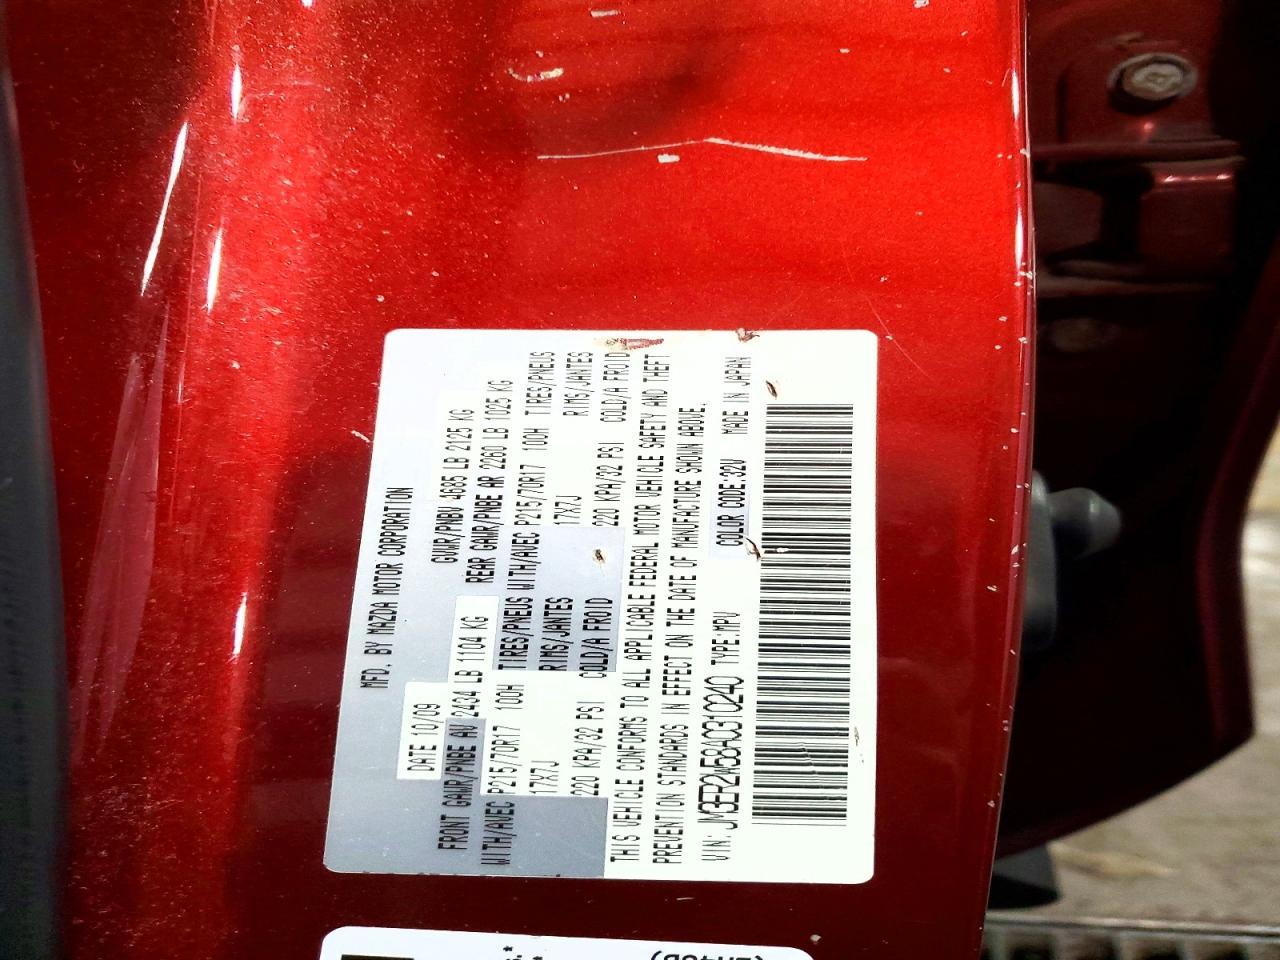 MFD. BY MAZDA MOTOR CORPORATION
DATE 10/09 GVWR/PNBV 4685 LB 2125 KG
FRONT GAWR/PNBE AV 2434 LB 1104 KG REAR GAWR/PNBE AR 2260 LB 1025 KG
WITH/AVEC P215/70R17 100H TIRES/PNEUS WITH/AVEC P215/70R17 100H TIRES/PNEUS
17X7J RIMS/JANTES 17X7J RIMS/JANTES
220 KPA/32 PSI COLD/A FROID 220 KPA/32 PSI COLD/A FROID
THIS VEHICLE CONFORMS TO ALL APPLICABLE FEDERAL MOTOR VEHICLE SAFETY AND THEFT
PREVENTION STANDARDS IN EFFECT ON THE DATE OF MANUFACTURE SHOWN ABOVE.
VIN: JM3ER2W58A0310240 TYPE:MPV COLOR CODE:32V MADE IN JAPAN